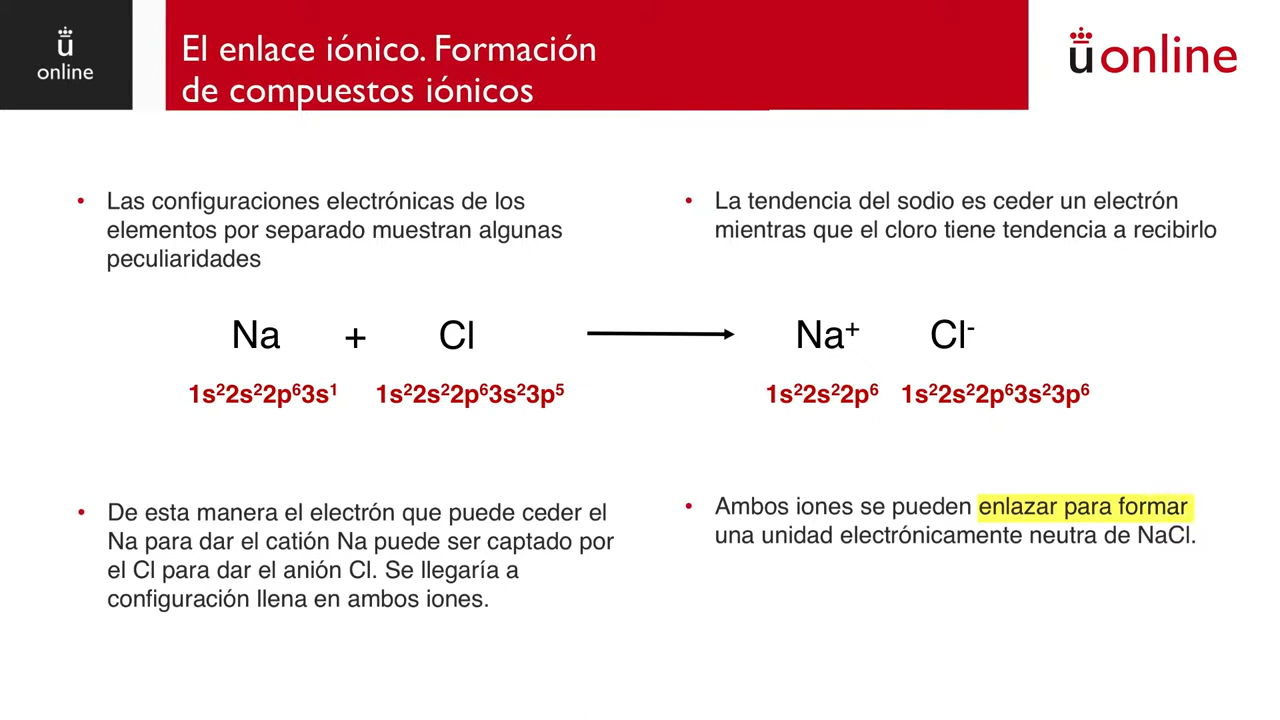 ü
online
El enlace iónico. Formación
de compuestos iónicos
üonline
• Las configuraciones electrónicas de los
elementos por separado muestran algunas
peculiaridades
• La tendencia del sodio es ceder un electrón
mientras que el cloro tiene tendencia a recibirlo
Na + Cl → Na⁺ Cl⁻
1s²2s²2p⁶3s¹ 1s²2s²2p⁶3s²3p⁵ 1s²2s²2p⁶ 1s²2s²2p⁶3s²3p⁶
• De esta manera el electrón que puede ceder el
Na para dar el catión Na puede ser captado por
el Cl para dar el anión Cl. Se llegaría a
configuración llena en ambos iones.
• Ambos iones se pueden enlazar para formar
una unidad electrónicamente neutra de NaCl.